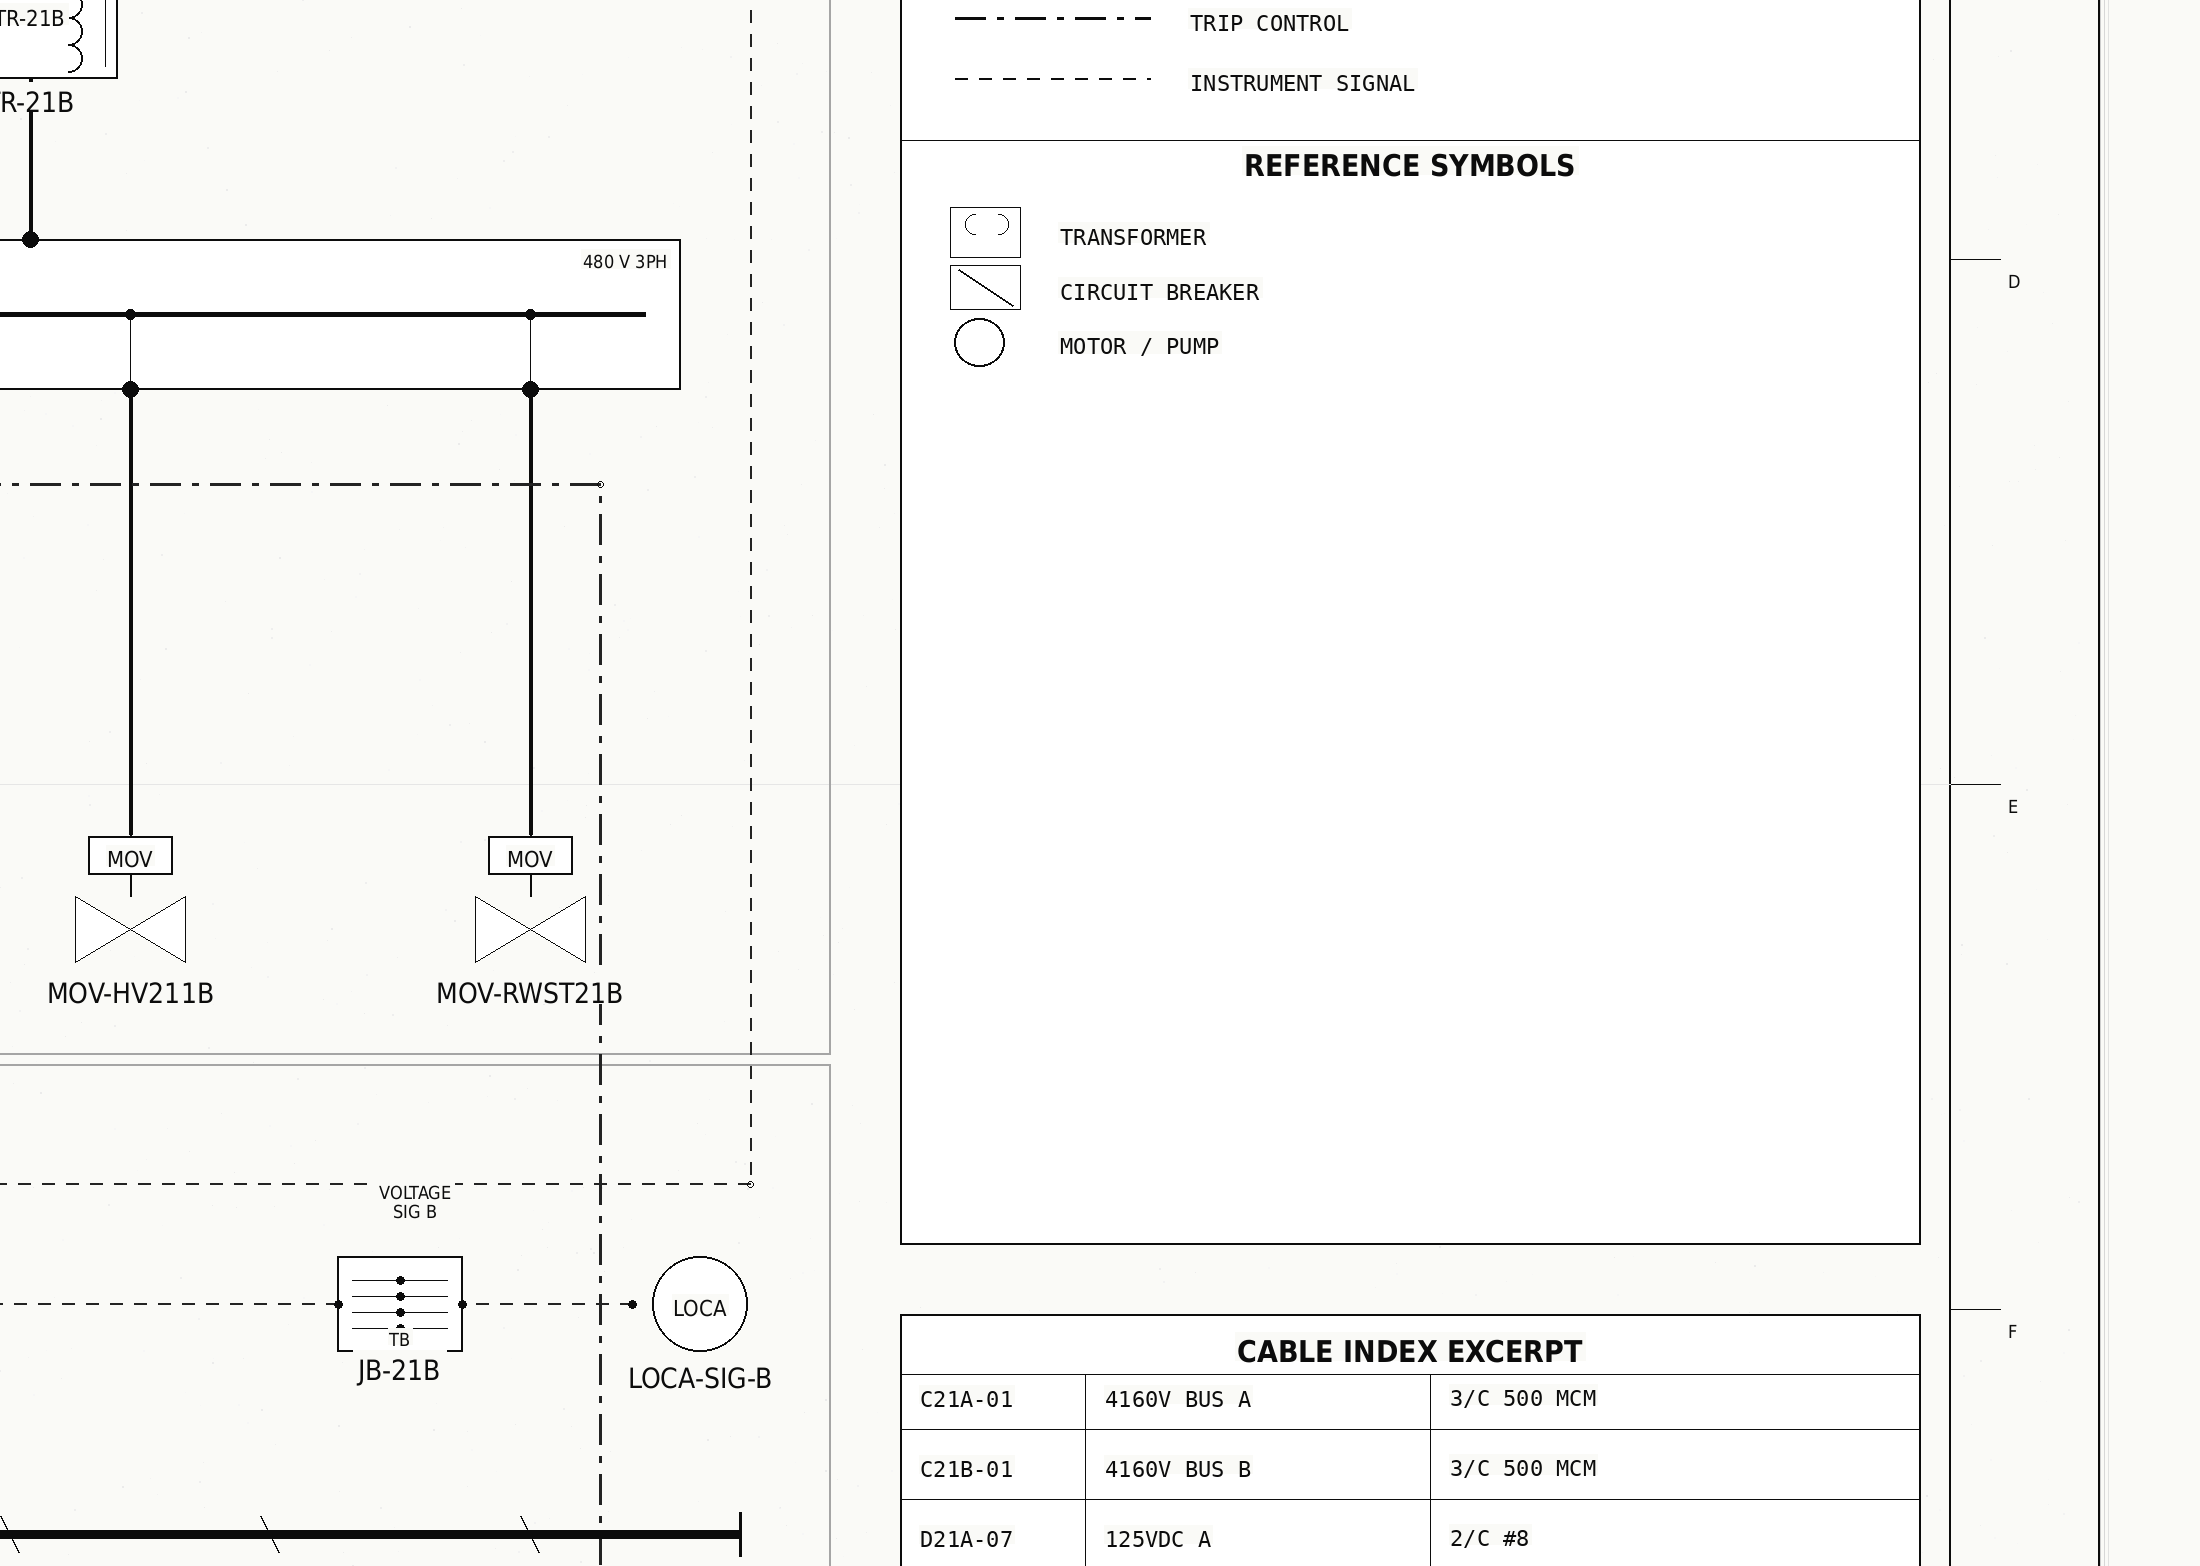 TR-21B
TR-21B
480 V 3PH
MOV
MOV
MOV-HV211B
MOV-RWST21B
VOLTAGE
SIG B
TB
JB-21B
LOCA
LOCA-SIG-B
TRIP CONTROL
INSTRUMENT SIGNAL
REFERENCE SYMBOLS
TRANSFORMER
CIRCUIT BREAKER
MOTOR / PUMP
CABLE INDEX EXCERPT
C21A-01 4160V BUS A 3/C 500 MCM
C21B-01 4160V BUS B 3/C 500 MCM
D21A-07 125VDC A 2/C #8
D
E
F